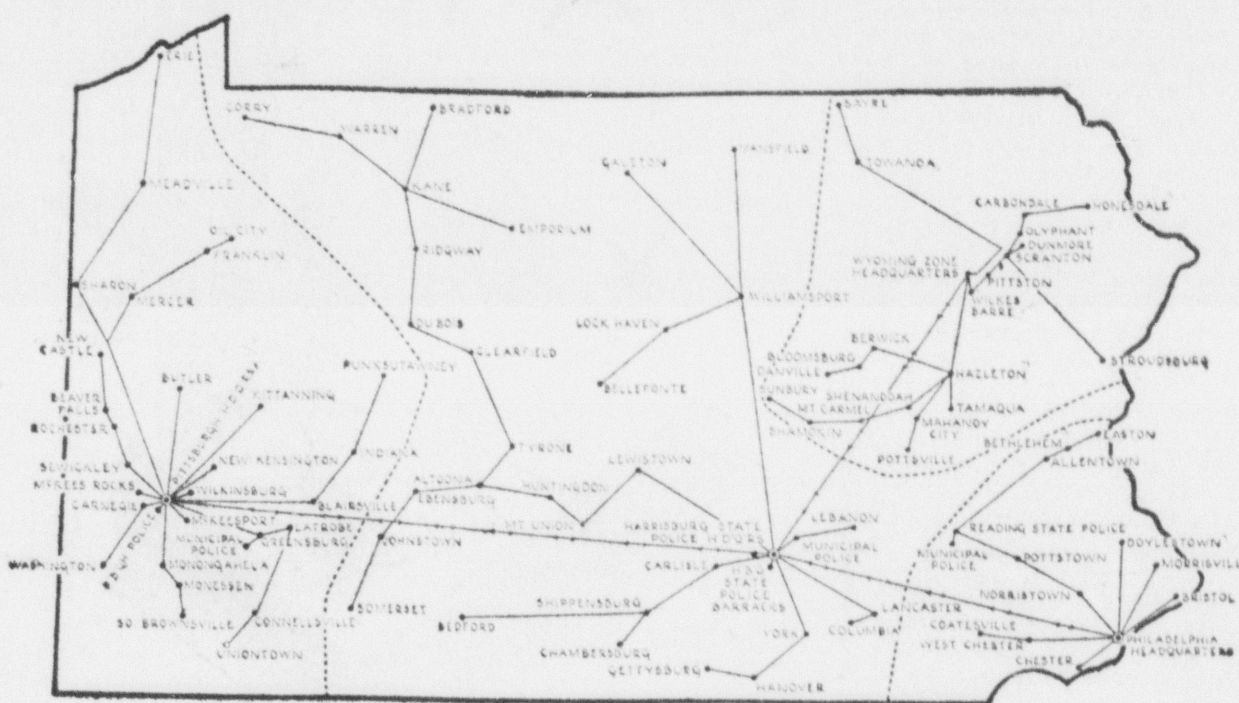 ERIE
CORRY
WARREN
BRADFORD
SAYRE
MANSFIELD
GALETON
TOWANDA
MEADVILLE
KANE
CARBONDALE
HONESDALE
OIL CITY
FRANKLIN
EMPORIUM
OLYPHANT
DUNMORE
SCRANTON
RIDGWAY
WYOMING ZONE
HEADQUARTERS
PITTSTON
WILKES
BARRE
SHARON
MERCER
WILLIAMSPORT
DUBOIS
LOCK HAVEN
NEW
CASTLE
CLEARFIELD
BERWICK
BLOOMSBURG
DANVILLE
STROUDSBURG
PUNXSUTAWNEY
HAZLETON
BUTLER
BELLEFONTE
SUNBURY
SHENANDOAH
MT CARMEL
TAMAQUA
KITTANNING
BEAVER
FALLS
ROCHESTER
SHAMOKIN
MAHANOY
CITY
POTTSVILLE
BETHLEHEM
EASTON
ALLENTOWN
PITTSBURGH
INDIANA
TYRONE
SEWICKLEY
NEW KENSINGTON
LEWISTOWN
MCKEES ROCKS
WILKINSBURG
ALTOONA
EBENSBURG
HUNTINGDON
CARNEGIE
BLAIRSVILLE
MT UNION
MCKEESPORT
LATROBE
MUNICIPAL
POLICE
GREENSBURG
JOHNSTOWN
HARRISBURG STATE
POLICE H'D'QRS
LEBANON
MUNICIPAL
POLICE
READING STATE POLICE
MUNICIPAL
POLICE
POTTSTOWN
DOYLESTOWN
MORRISVILLE
WASHINGTON
MONONGAHELA
CARLISLE
H'B'G
STATE
POLICE
BARRACKS
MONESSEN
SO. BROWNSVILLE
CONNELLSVILLE
SOMERSET
BEDFORD
SHIPPENSBURG
LANCASTER
COLUMBIA
NORRISTOWN
BRISTOL
COATESVILLE
WEST CHESTER
PHILADELPHIA
HEADQUARTERS
UNIONTOWN
CHAMBERSBURG
YORK
CHESTER
GETTYSBURG
HANOVER